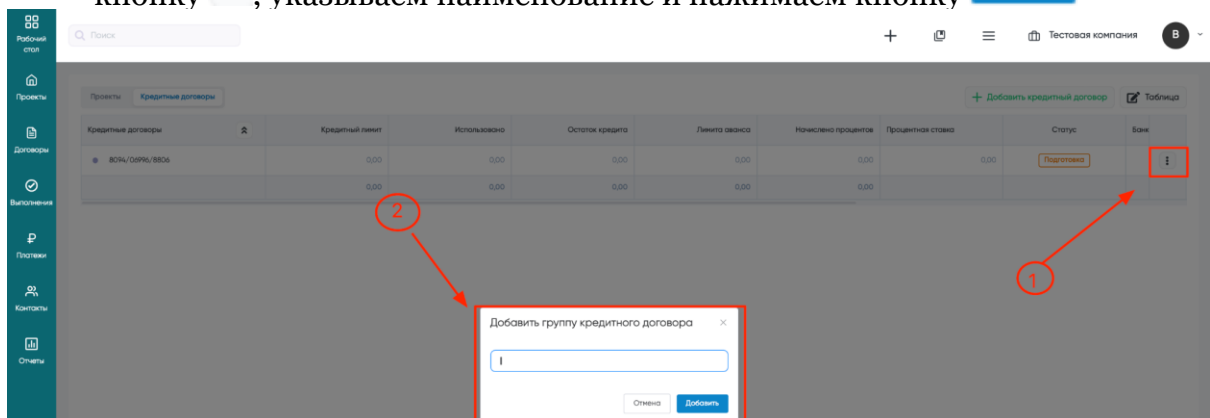 кнопку , указываем наименование и нажимаем кнопку
Рабочий
стол
Поиск
Тестовая компания
B
Проекты
Проекты
Кредитные договоры
Добавить кредитный договор
Таблица
Кредитные договоры
Кредитный лимит
Использовано
Остаток кредита
Лимита аванса
Начислено процентов
Процентная ставка
Статус
Банк
Договоры
8094/06996/8806
0,00
0,00
0,00
0,00
0,00
0,00
Подготовка
0,00
0,00
0,00
0,00
0,00
Выполнения
2
Платежи
1
Контакты
Добавить группу кредитного договора
Отчеты
Отмена
Добавить